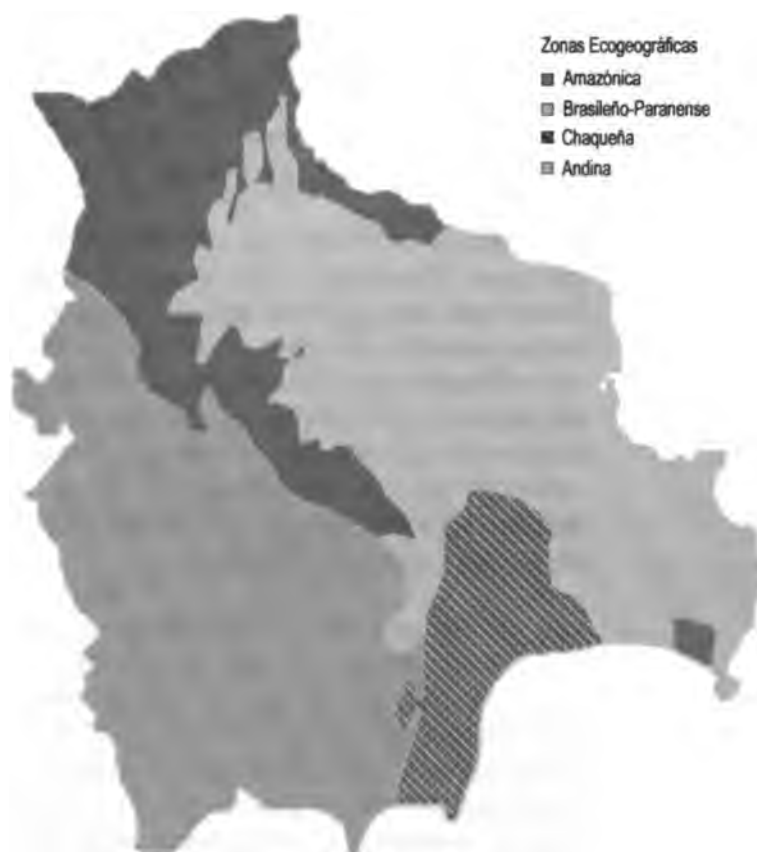 Zonas Ecogeográficas
Amazónica
Brasileño-Paranense
Chaqueña
Andina